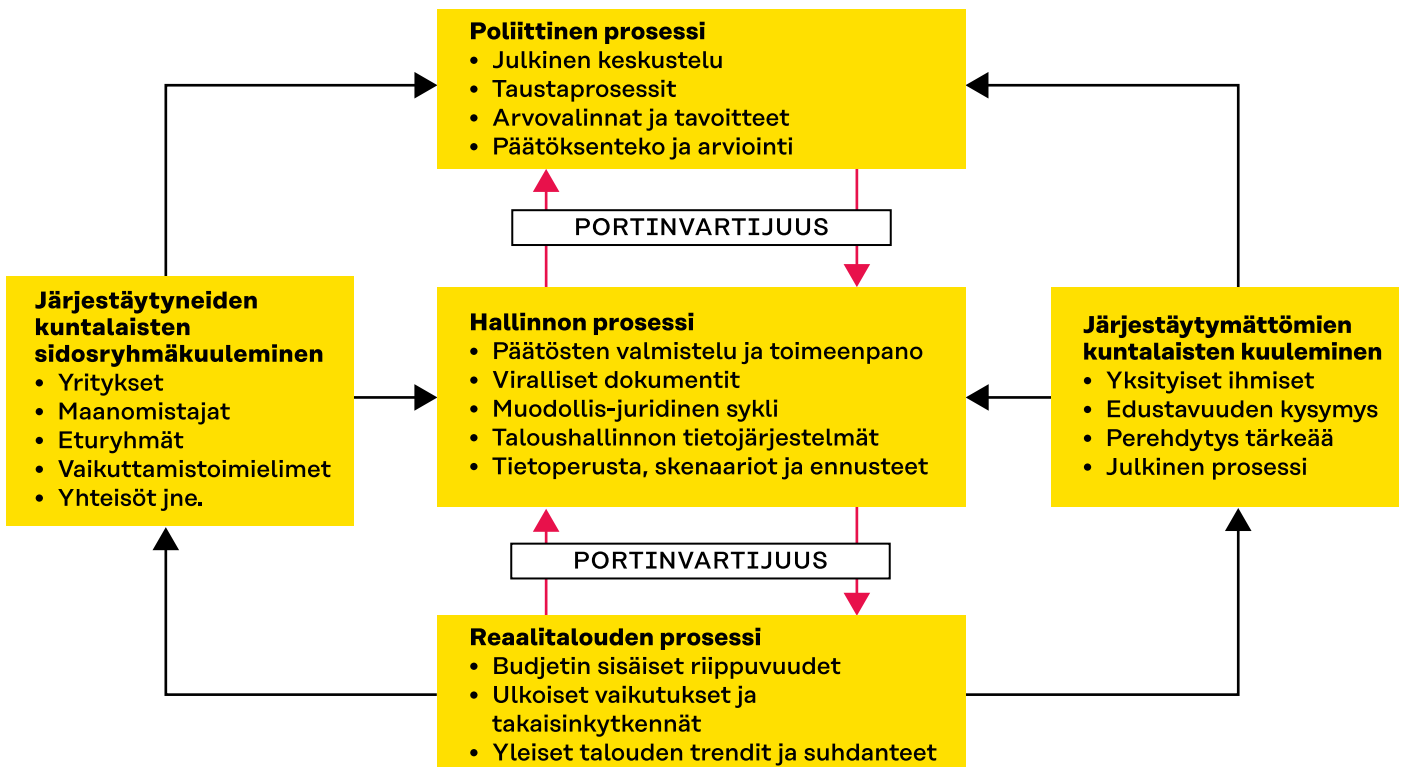 Poliittinen prosessi
• Julkinen keskustelu
• Taustaprosessit
• Arvovalinnat ja tavoitteet
• Päätöksenteko ja arviointi
PORTINVARTIJUUS
Järjestäytyneiden
kuntalaisten
sidosryhmäkuuleminen
• Yritykset
• Maanomistajat
• Eturyhmät
• Vaikuttamistoimielimet
• Yhteisöt jne.
Hallinnon prosessi
• Päätösten valmistelu ja toimeenpano
• Viralliset dokumentit
• Muodollis-juridinen sykli
• Taloushallinnon tietojärjestelmät
• Tietoperusta, skenaariot ja ennusteet
Järjestäytymättömien
kuntalaisten kuuleminen
• Yksityiset ihmiset
• Edustavuuden kysymys
• Perehdytys tärkeää
• Julkinen prosessi
PORTINVARTIJUUS
Reaalitalouden prosessi
• Budjetin sisäiset riippuvuudet
• Ulkoiset vaikutukset ja
takaisinkytkennät
• Yleiset talouden trendit ja suhdanteet